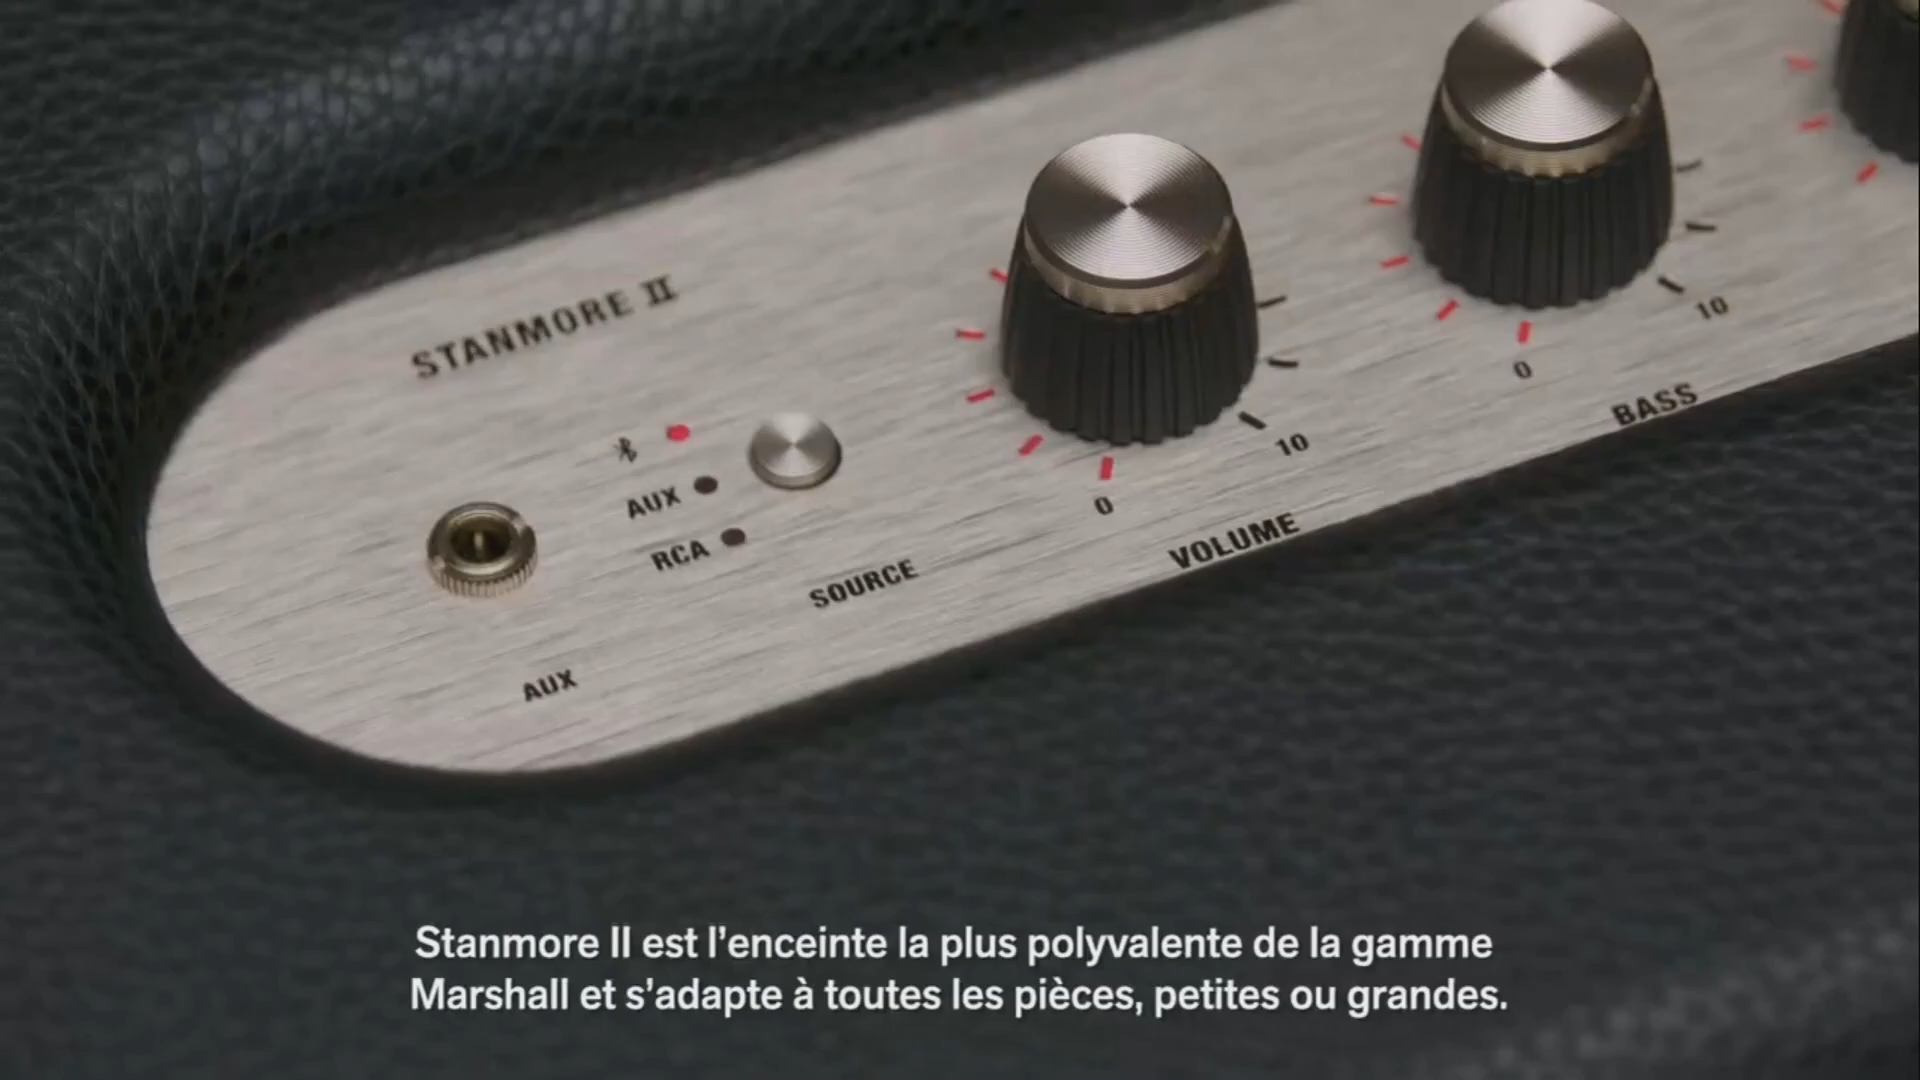 STANMORE II
AUX
RCA
SOURCE
AUX
0
10
VOLUME
0
10
BASS
Stanmore II est l’enceinte la plus polyvalente de la gamme
Marshall et s’adapte à toutes les pièces, petites ou grandes.